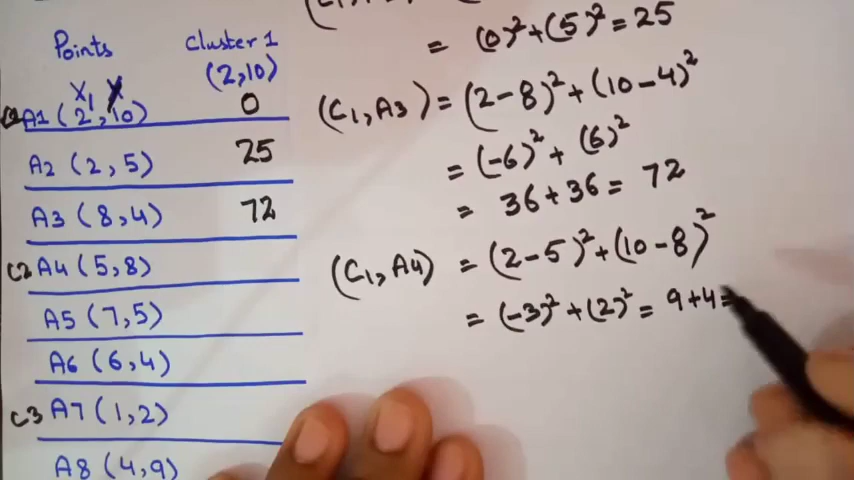 = (0)² + (5)² = 25
Points Cluster 1
(2,10)
X, Y
A1 (2,10) 0
A2 (2,5) 25
A3 (8,4) 72
C2 A4 (5,8)
A5 (7,5)
A6 (6,4)
C3 A7 (1,2)
A8 (4,9)
(C1, A3) = (2-8)² + (10-4)²
= (-6)² + (6)²
= 36 + 36 = 72
(C1, A4) = (2-5)² + (10-8)²
= (-3)² + (2)² = 9+4=